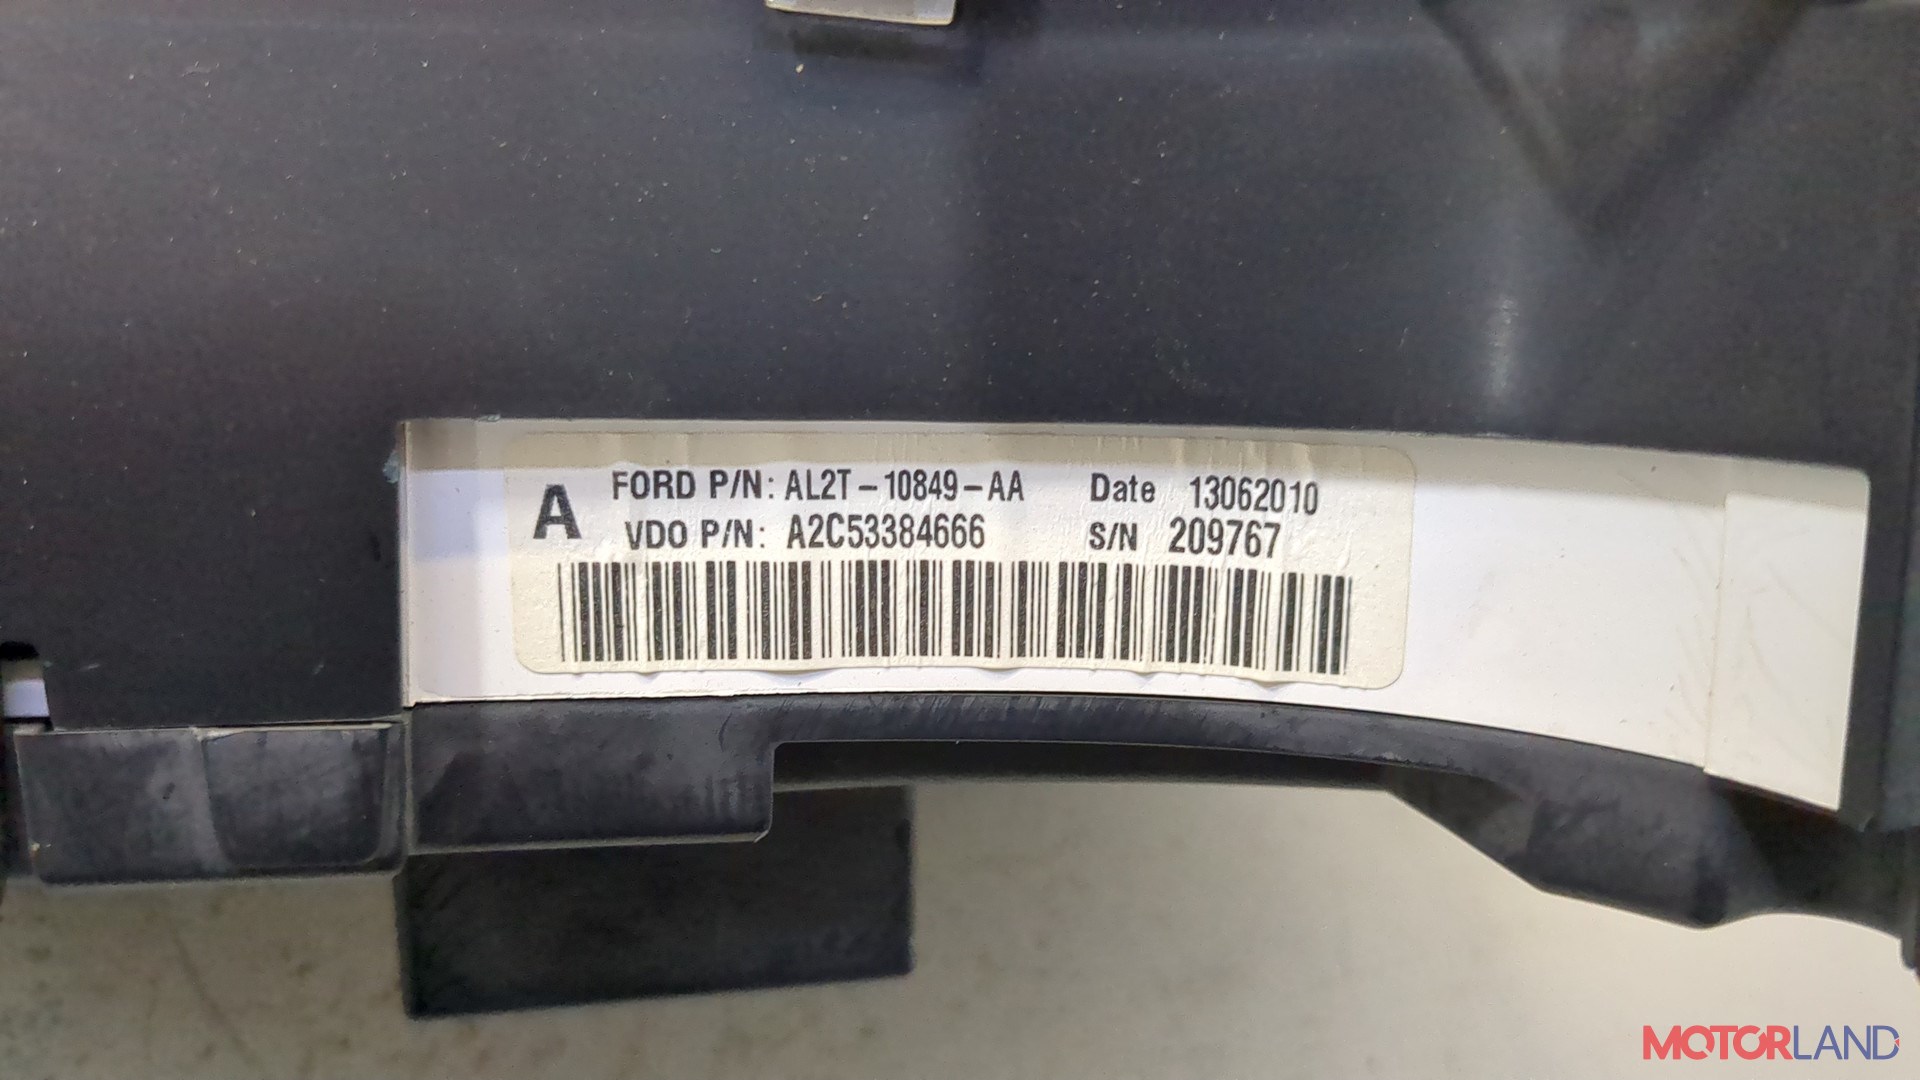 A
FORD P/N: AL2T-10849-AA Date 13062010
VDO P/N: A2C53384666 S/N 209767
MOTORLAND